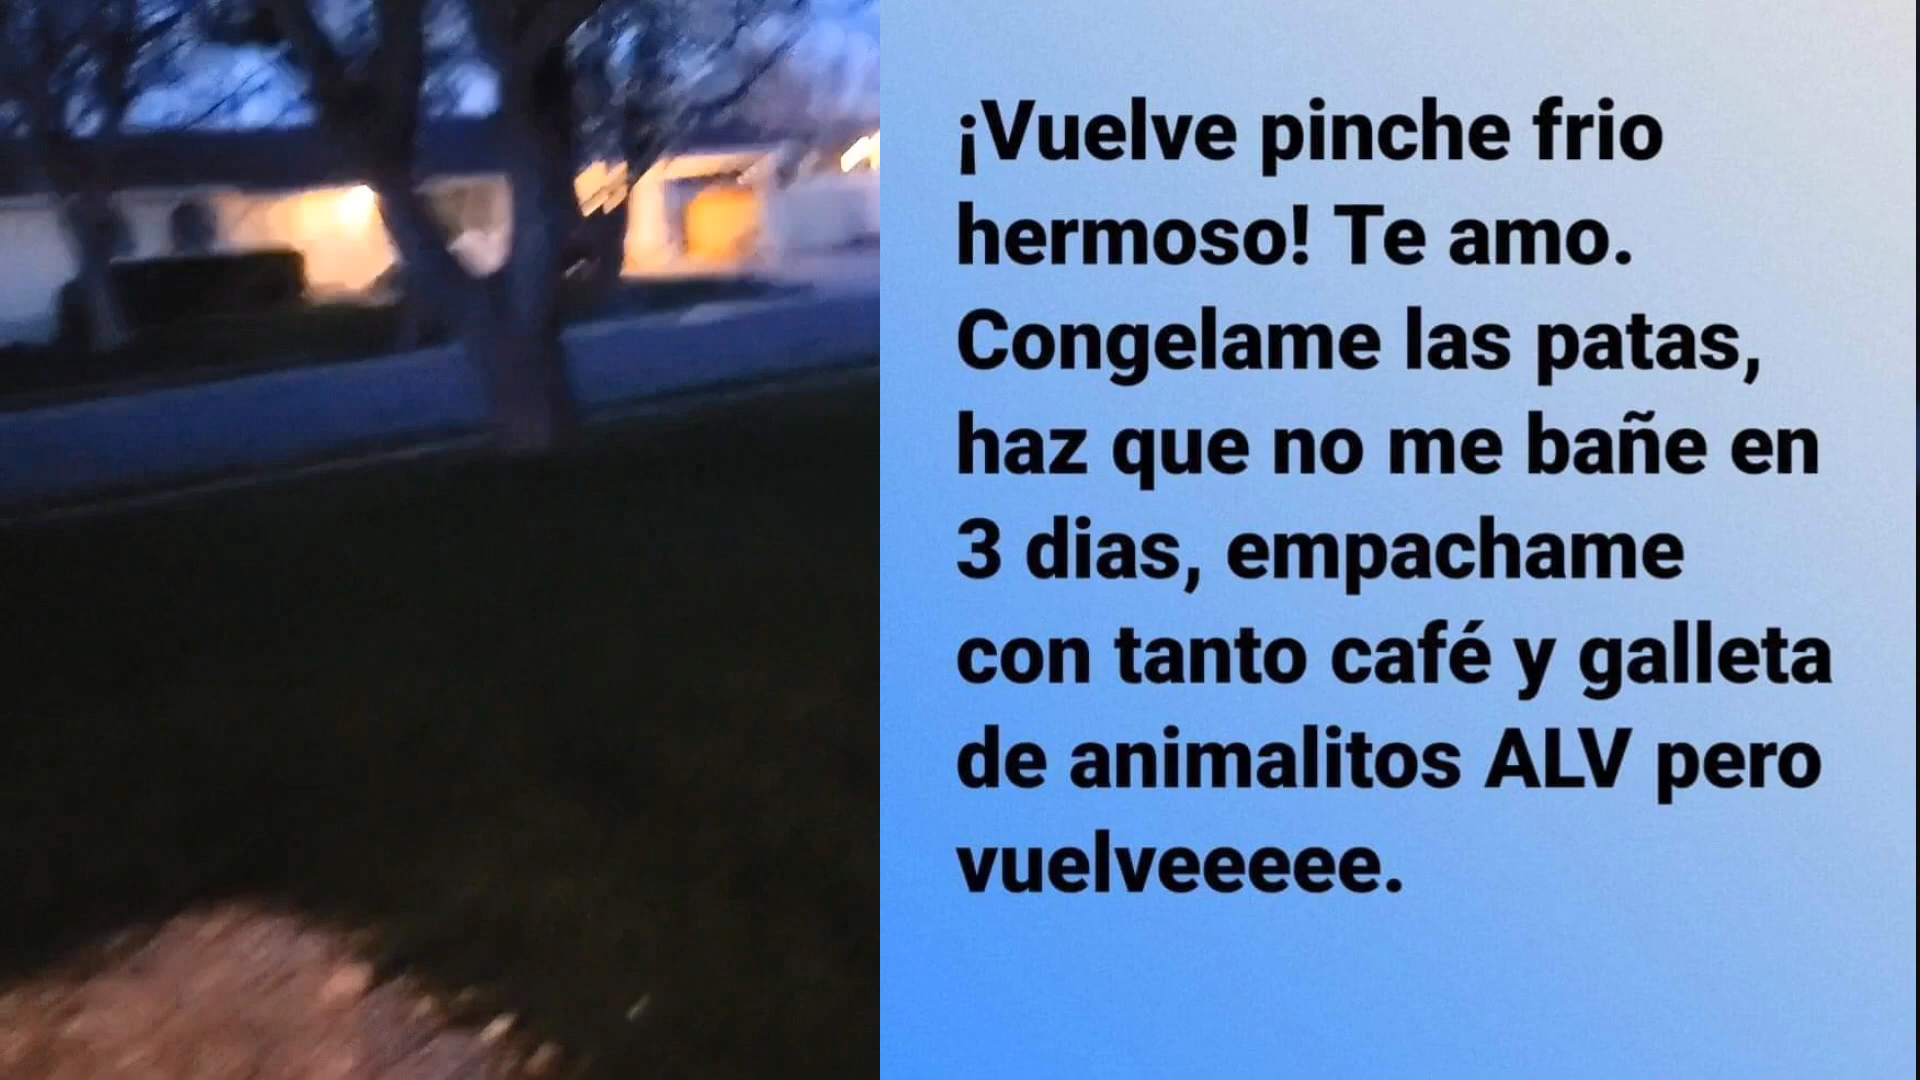 ¡Vuelve pinche frio
hermoso! Te amo.
Congelame las patas,
haz que no me bañe en
3 dias, empachame
con tanto café y galleta
de animalitos ALV pero
vuelveeeee.